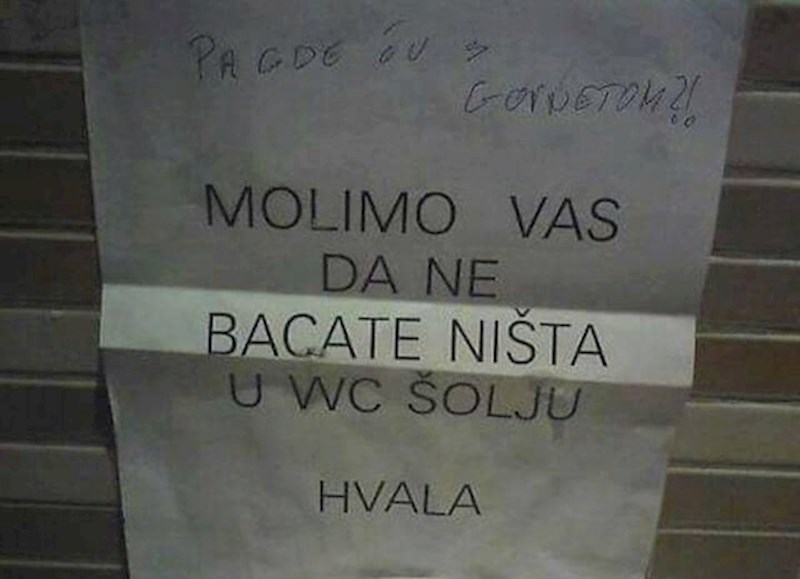 PA GDE ĆU S
GOVNETOM?!
MOLIMO VAS
DA NE
BACATE NIŠTA
U WC ŠOLJU
HVALA